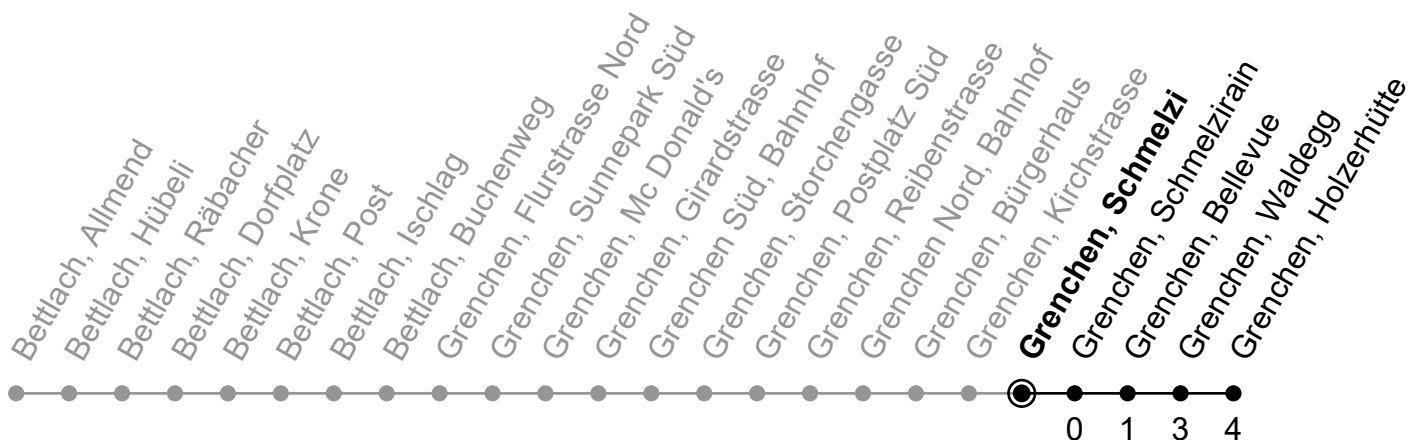 Bettlach, Allmend
Bettlach, Hübeli
Bettlach, Räbacher
Bettlach, Dorfplatz
Bettlach, Krone
Bettlach, Post
Bettlach, Ischlag
Bettlach, Buchenweg
Grenchen, Flurstrasse Nord
Grenchen, Sunnepark Süd
Grenchen, Mc Donald's
Grenchen, Girardstrasse
Grenchen Süd, Bahnhof
Grenchen, Storchengasse
Grenchen, Postplatz Süd
Grenchen, Reibenstrasse
Grenchen Nord, Bahnhof
Grenchen, Bürgerhaus
Grenchen, Kirchstrasse
Grenchen, Schmelzi
Grenchen, Schmelzirain
Grenchen, Bellevue
Grenchen, Waldegg
Grenchen, Holzerhütte
0 1 3 4